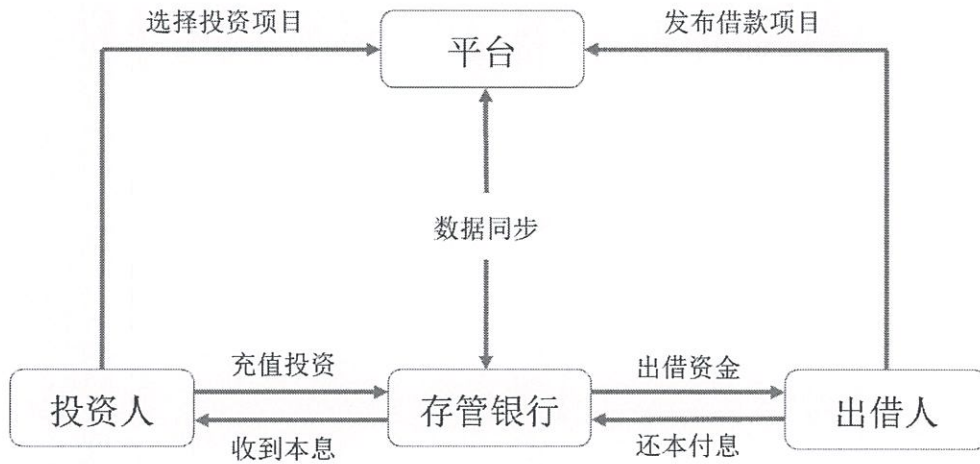 选择投资项目
发布借款项目
平台
数据同步
充值投资
出借资金
投资人
存管银行
出借人
收到本息
还本付息